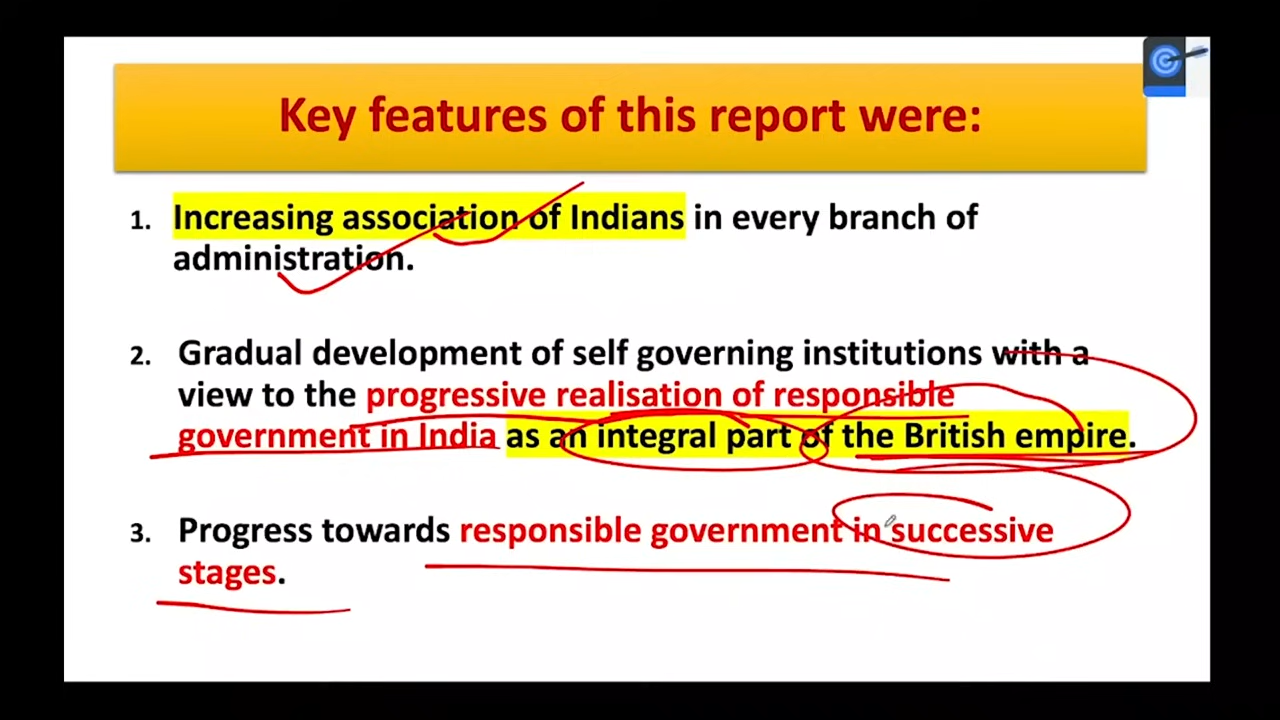 Key features of this report were:
1. Increasing association of Indians in every branch of
administration.
2. Gradual development of self governing institutions with a
view to the progressive realisation of responsible
government in India as an integral part of the British empire.
3. Progress towards responsible government in successive
stages.